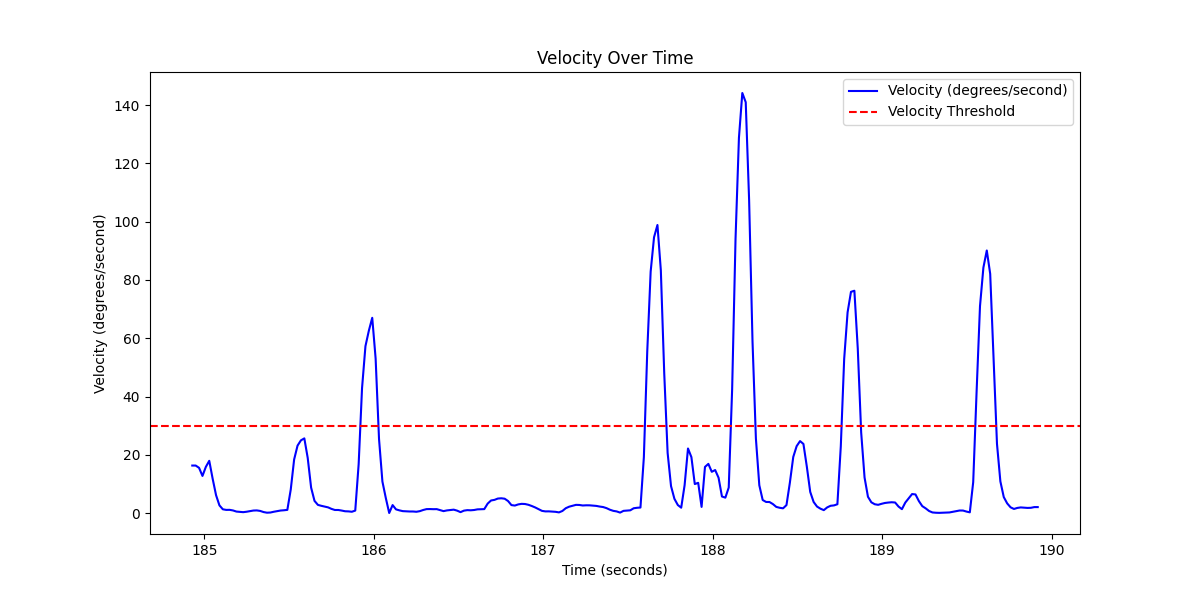 Velocity Over Time
Velocity (degrees/second)
Velocity Threshold
140
120
100
80
60
40
20
0
Velocity (degrees/second)
185 186 187 188 189 190
Time (seconds)